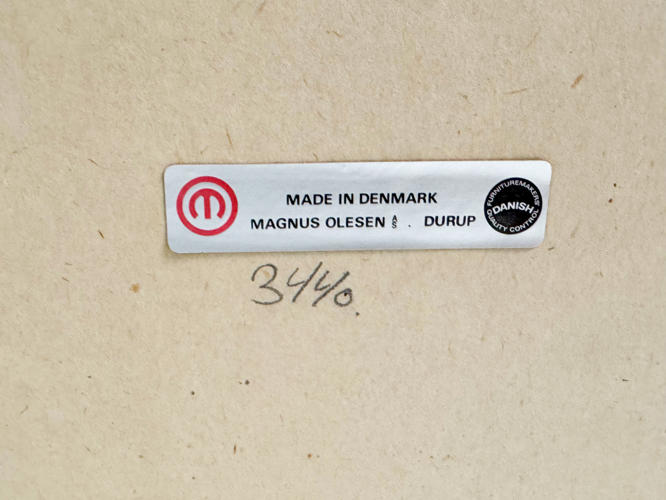 MADE IN DENMARK
MAGNUS OLESEN A/S . DURUP
FURNITUREMAKERS'
DANISH
QUALITY CONTROL
3440.